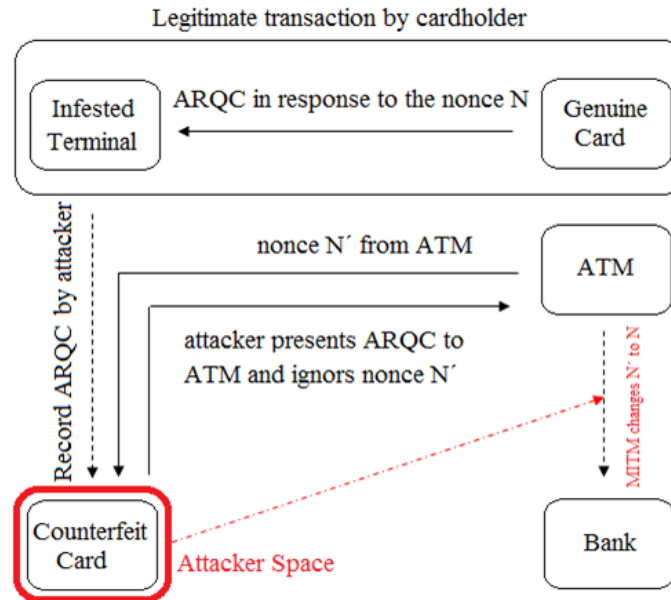 Legitimate transaction by cardholder
Infested
Terminal
ARQC in response to the nonce N
Genuine
Card
Record ARQC by attacker
nonce N´ from ATM
ATM
attacker presents ARQC to
ATM and ignors nonce N´
MITM changes N´ to N
Counterfeit
Card
Attacker Space
Bank